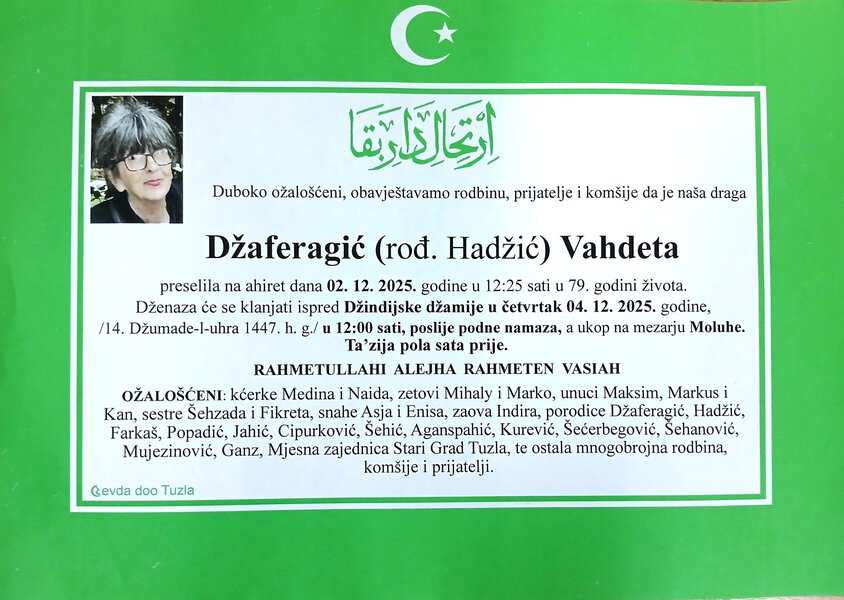 اِرْتِحَالِ دَارِ بَقَا
Duboko ožalošćeni, obavještavamo rodbinu, prijatelje i komšije da je naša draga
Džaferagić (rođ. Hadžić) Vahdeta
preselila na ahiret dana 02. 12. 2025. godine u 12:25 sati u 79. godini života.
Dženaza će se klanjati ispred Džindijske džamije u četvrtak 04. 12. 2025. godine,
/14. Džumade-l-uhra 1447. h. g./ u 12:00 sati, poslije podne namaza, a ukop na mezarju Moluhe.
Ta’zija pola sata prije.
RAHMETULLAHI ALEJHA RAHMETEN VASIAH
OŽALOŠĆENI: kćerke Medina i Naida, zetovi Mihaly i Marko, unuci Maksim, Markus i
Kan, sestre Šehzada i Fikreta, snahe Asja i Enisa, zaova Indira, porodice Džaferagić, Hadžić,
Farkaš, Popadić, Jahić, Cipurković, Šehić, Aganspahić, Kurević, Šećerbegović, Šehanović,
Mujezinović, Ganz, Mjesna zajednica Stari Grad Tuzla, te ostala mnogobrojna rodbina,
komšije i prijatelji.
Gevda doo Tuzla